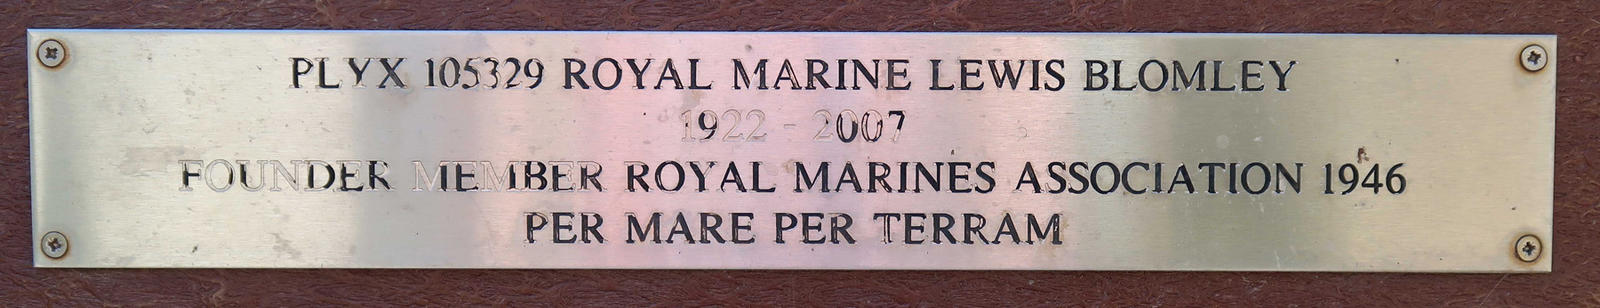 PLYX 105329 ROYAL MARINE LEWIS BLOMLEY
1922 - 2007
FOUNDER MEMBER ROYAL MARINES ASSOCIATION 1946
PER MARE PER TERRAM